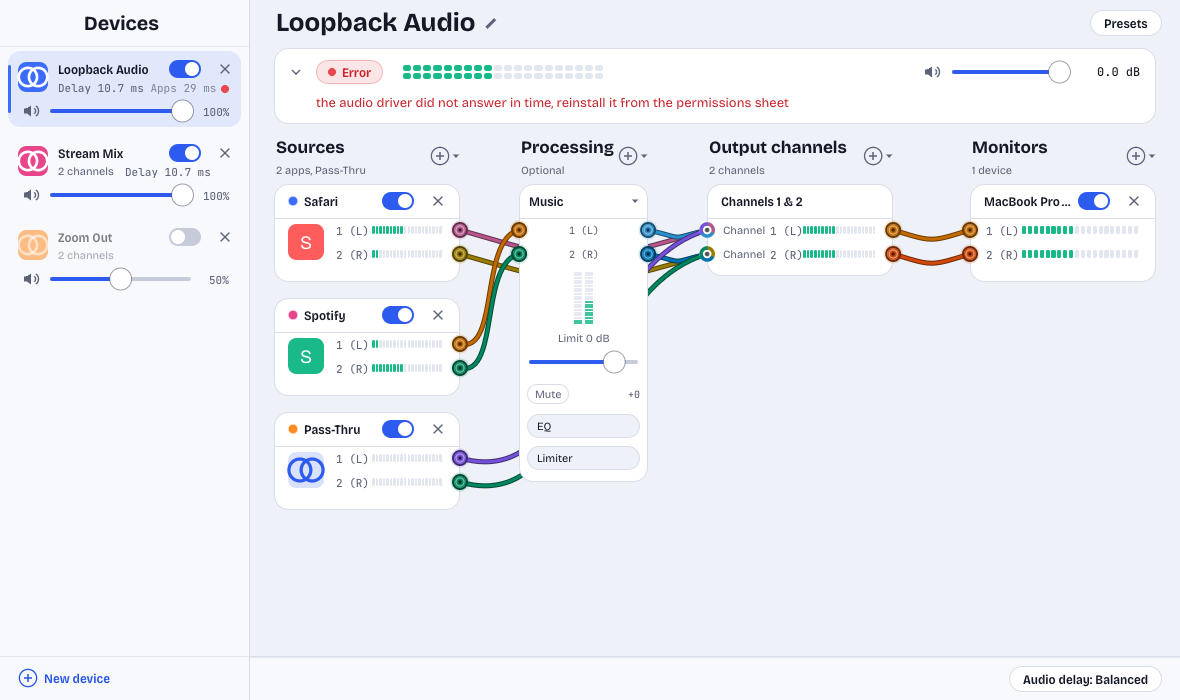 Devices
Loopback Audio
Delay 10.7 ms Apps 29 ms
100%
Stream Mix
2 channels Delay 10.7 ms
100%
Zoom Out
2 channels
50%
New device
Loopback Audio
Presets
Error
0.0 dB
the audio driver did not answer in time, reinstall it from the permissions sheet
Sources
2 apps, Pass-Thru
Safari
S
1 (L)
2 (R)
Spotify
S
1 (L)
2 (R)
Pass-Thru
1 (L)
2 (R)
Processing
Optional
Music
1 (L)
2 (R)
Limit 0 dB
Mute +0
EQ
Limiter
Output channels
2 channels
Channels 1 & 2
Channel 1 (L)
Channel 2 (R)
Monitors
1 device
MacBook Pro...
1 (L)
2 (R)
Audio delay: Balanced